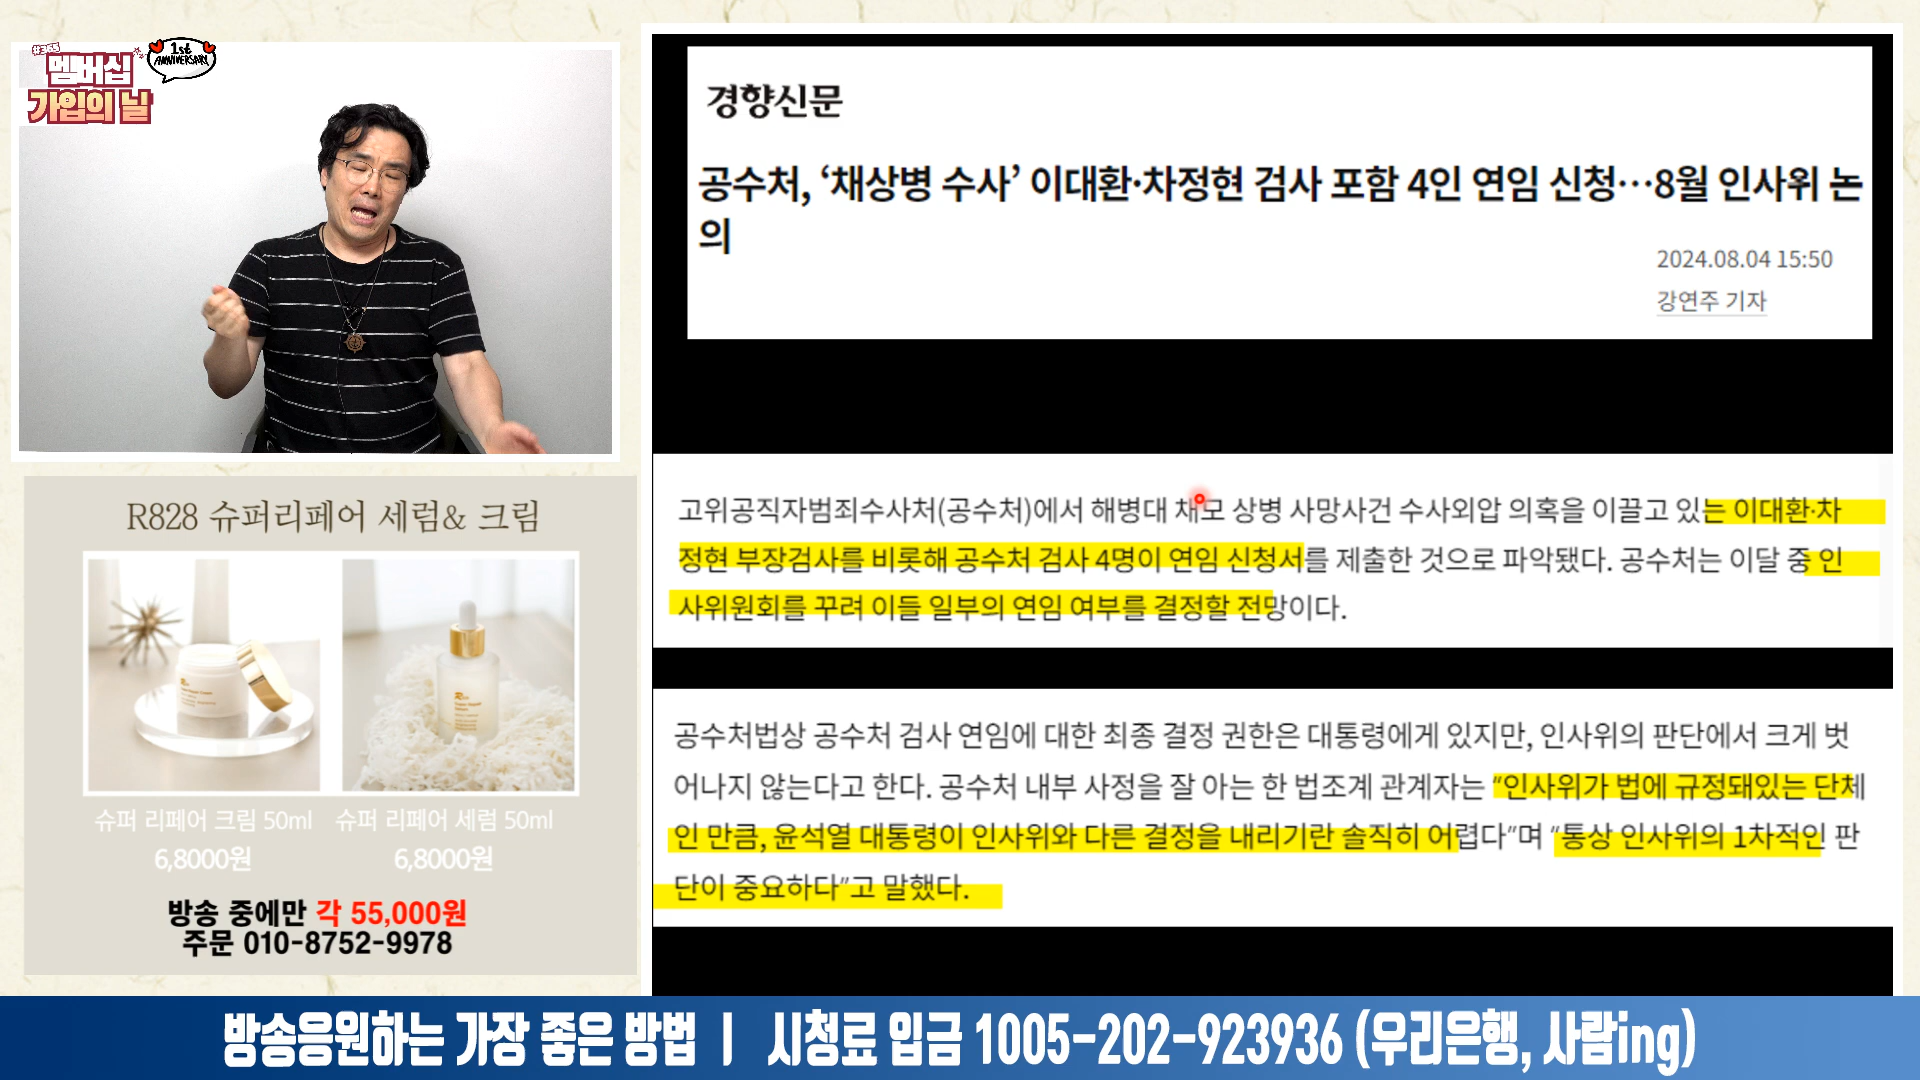 #365
멤버십
가입의 날
1st
ANNIVERSARY
경향신문
공수처, ‘채상병 수사’ 이대환·차정현 검사 포함 4인 연임 신청…8월 인사위 논
의
2024.08.04 15:50
강연주 기자
고위공직자범죄수사처(공수처)에서 해병대 채모 상병 사망사건 수사외압 의혹을 이끌고 있는 이대환·차
정현 부장검사를 비롯해 공수처 검사 4명이 연임 신청서를 제출한 것으로 파악됐다. 공수처는 이달 중 인
사위원회를 꾸려 이들 일부의 연임 여부를 결정할 전망이다.
공수처법상 공수처 검사 연임에 대한 최종 결정 권한은 대통령에게 있지만, 인사위의 판단에서 크게 벗
어나지 않는다고 한다. 공수처 내부 사정을 잘 아는 한 법조계 관계자는 “인사위가 법에 규정돼있는 단체
인 만큼, 윤석열 대통령이 인사위와 다른 결정을 내리기란 솔직히 어렵다”며 “통상 인사위의 1차적인 판
단이 중요하다”고 말했다.
R828 슈퍼리페어 세럼& 크림
슈퍼 리페어 크림 50ml
6,8000원
슈퍼 리페어 세럼 50ml
6,8000원
방송 중에만 각 55,000원
주문 010-8752-9978
방송응원하는 가장 좋은 방법 | 시청료 입금 1005-202-923936 (우리은행, 사람ing)